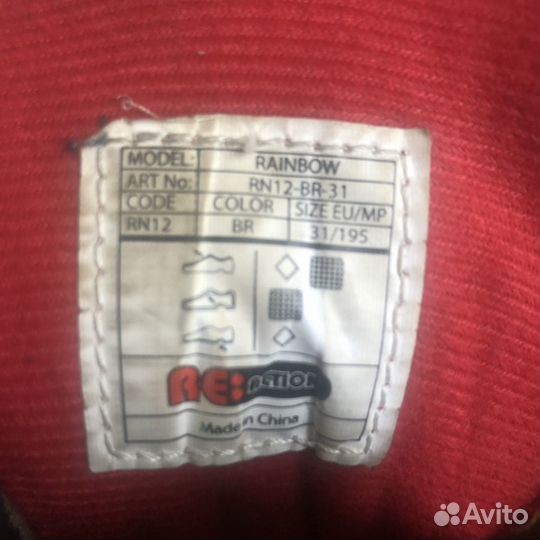 MODEL: RAINBOW
ART No: RN12-BR-31
CODE COLOR SIZE EU/MP
RN12 BR 31/195
RE:ACTION
Made in China
Avito